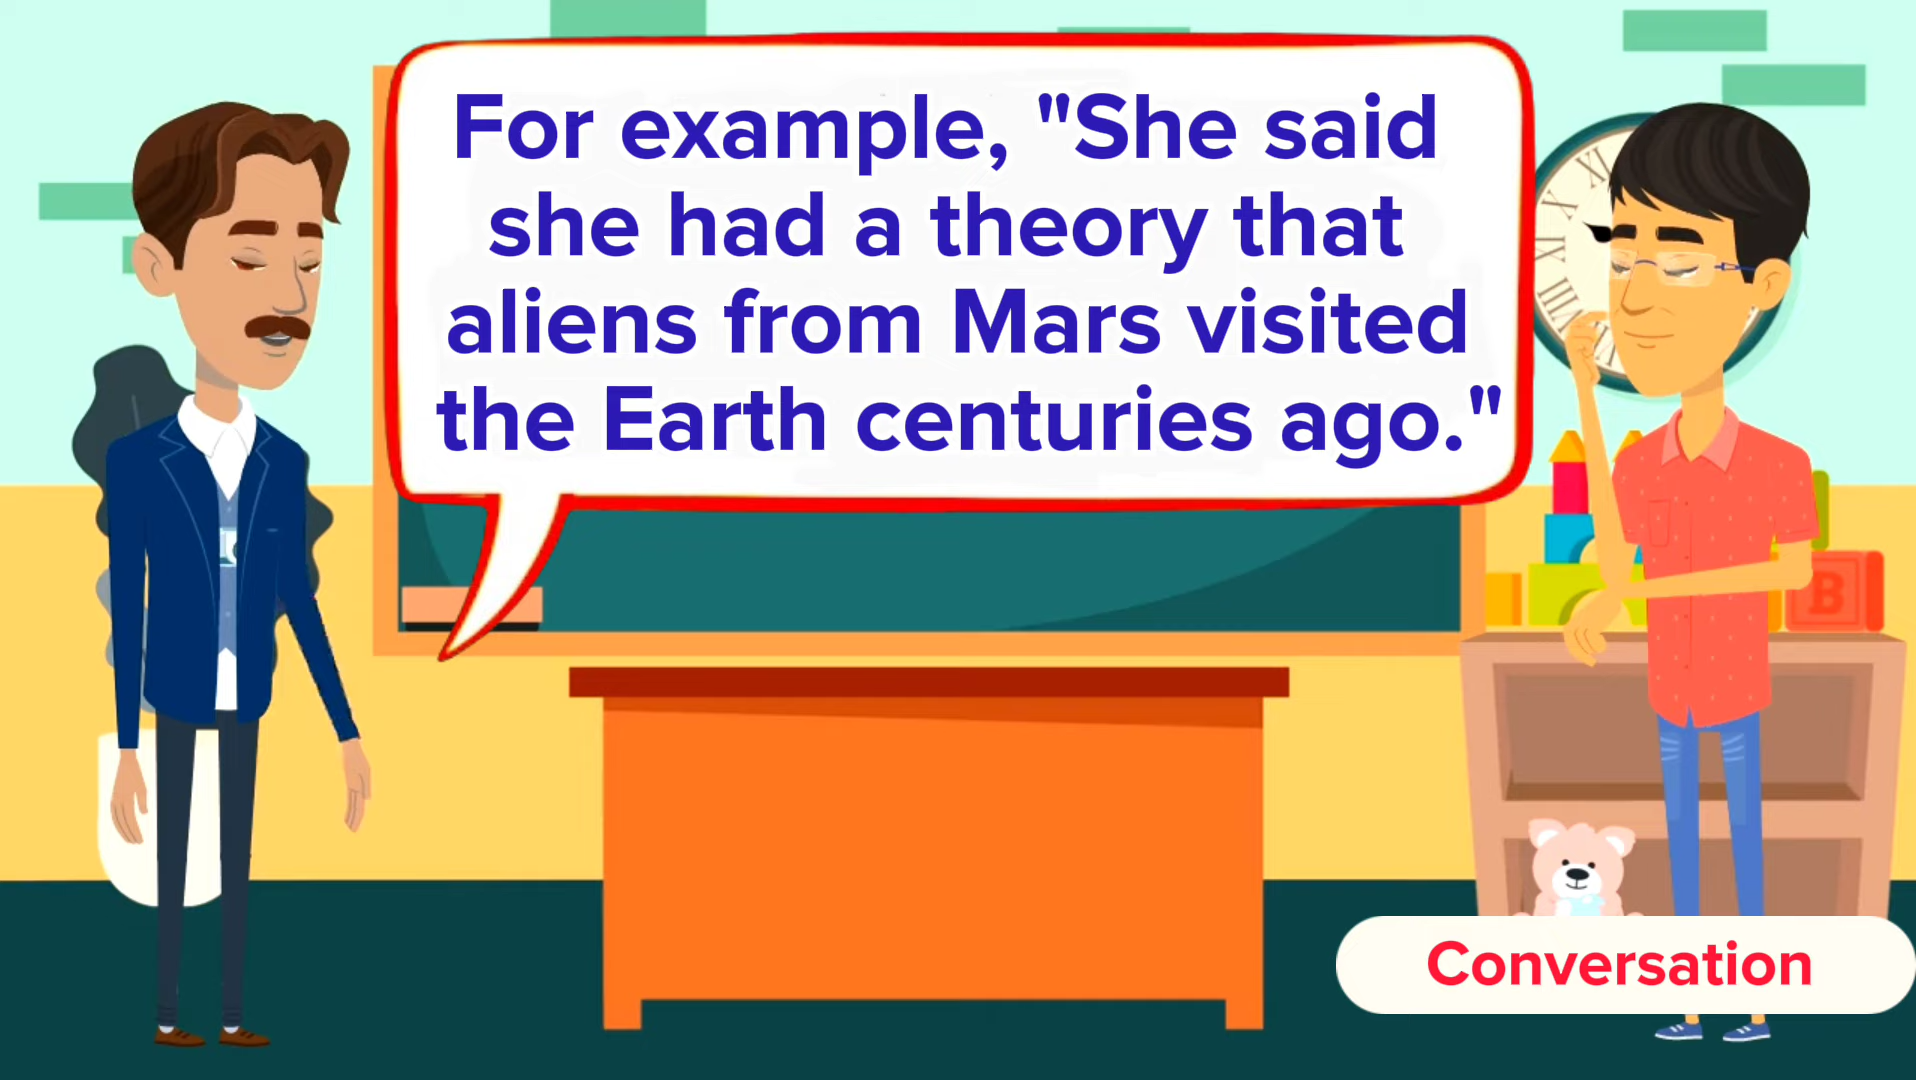 For example, "She said
she had a theory that
aliens from Mars visited
the Earth centuries ago."
B
Conversation